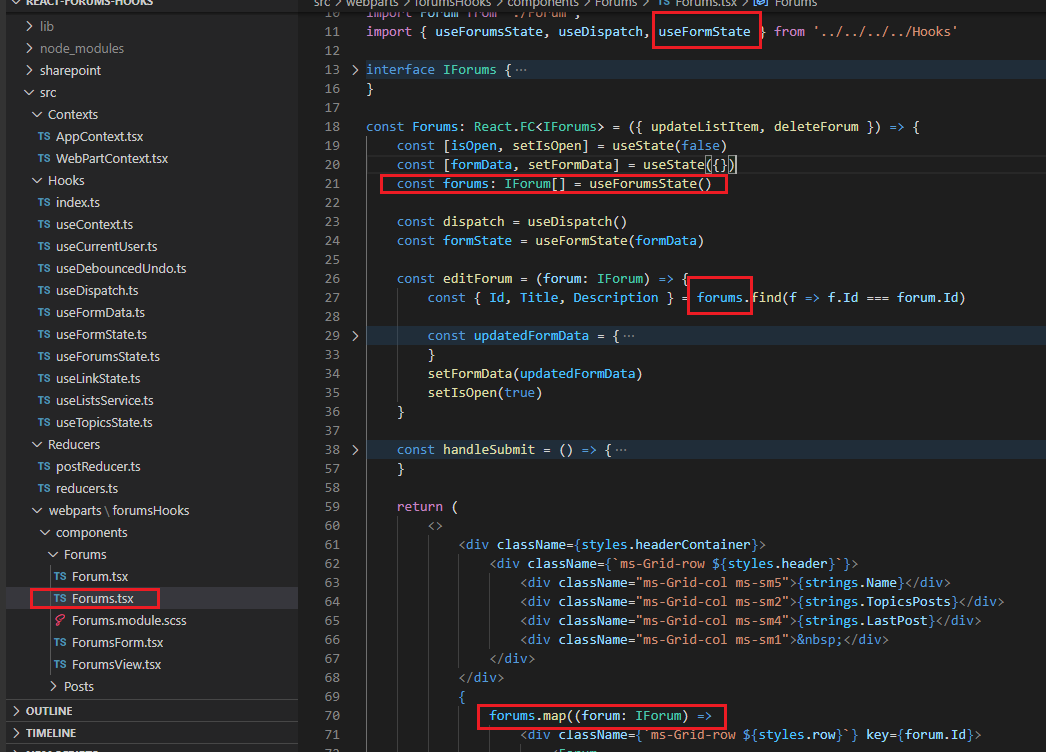 REACT-FORUMS-HOOKS
lib
node_modules
sharepoint
src
Contexts
TS AppContext.tsx
TS WebPartContext.tsx
Hooks
TS index.ts
TS useContext.ts
TS useCurrentUser.ts
TS useDebouncedUndo.ts
TS useDispatch.ts
TS useFormData.ts
TS useFormState.ts
TS useForumsState.ts
TS useLinkState.ts
TS useListsService.ts
TS useTopicsState.ts
Reducers
TS postReducer.ts
TS reducers.ts
webparts \ forumsHooks
components
Forums
TS Forum.tsx
TS Forums.tsx
Forums.module.scss
TS ForumsForm.tsx
TS ForumsView.tsx
Posts
OUTLINE
TIMELINE
src > webparts > forumsHooks > components > Forums > TS Forums.tsx > Forums
10 import Forum from './Forum';
11 import { useForumsState, useDispatch, useFormState } from '../../../../Hooks'
12
13 interface IForums { ...
16 }
17
18 const Forums: React.FC<IForums> = ({ updateListItem, deleteForum }) => {
19 const [isOpen, setIsOpen] = useState(false)
20 const [formData, setFormData] = useState({})
21 const forums: IForum[] = useForumsState()
22
23 const dispatch = useDispatch()
24 const formState = useFormState(formData)
25
26 const editForum = (forum: IForum) => {
27 const { Id, Title, Description } = forums.find(f => f.Id === forum.Id)
28
29 const updatedFormData = { ...
33 }
34 setFormData(updatedFormData)
35 setIsOpen(true)
36 }
37
38 const handleSubmit = () => { ...
57 }
58
59 return (
60 <>
61 <div className={styles.headerContainer}>
62 <div className={`ms-Grid-row ${styles.header}`}>
63 <div className="ms-Grid-col ms-sm5">{strings.Name}</div>
64 <div className="ms-Grid-col ms-sm2">{strings.TopicsPosts}</div>
65 <div className="ms-Grid-col ms-sm4">{strings.LastPost}</div>
66 <div className="ms-Grid-col ms-sm1">&nbsp;</div>
67 </div>
68 </div>
69 {
70 forums.map((forum: IForum) =>
71 <div className={`ms-Grid-row ${styles.row}`} key={forum.Id}>
72 <Forum